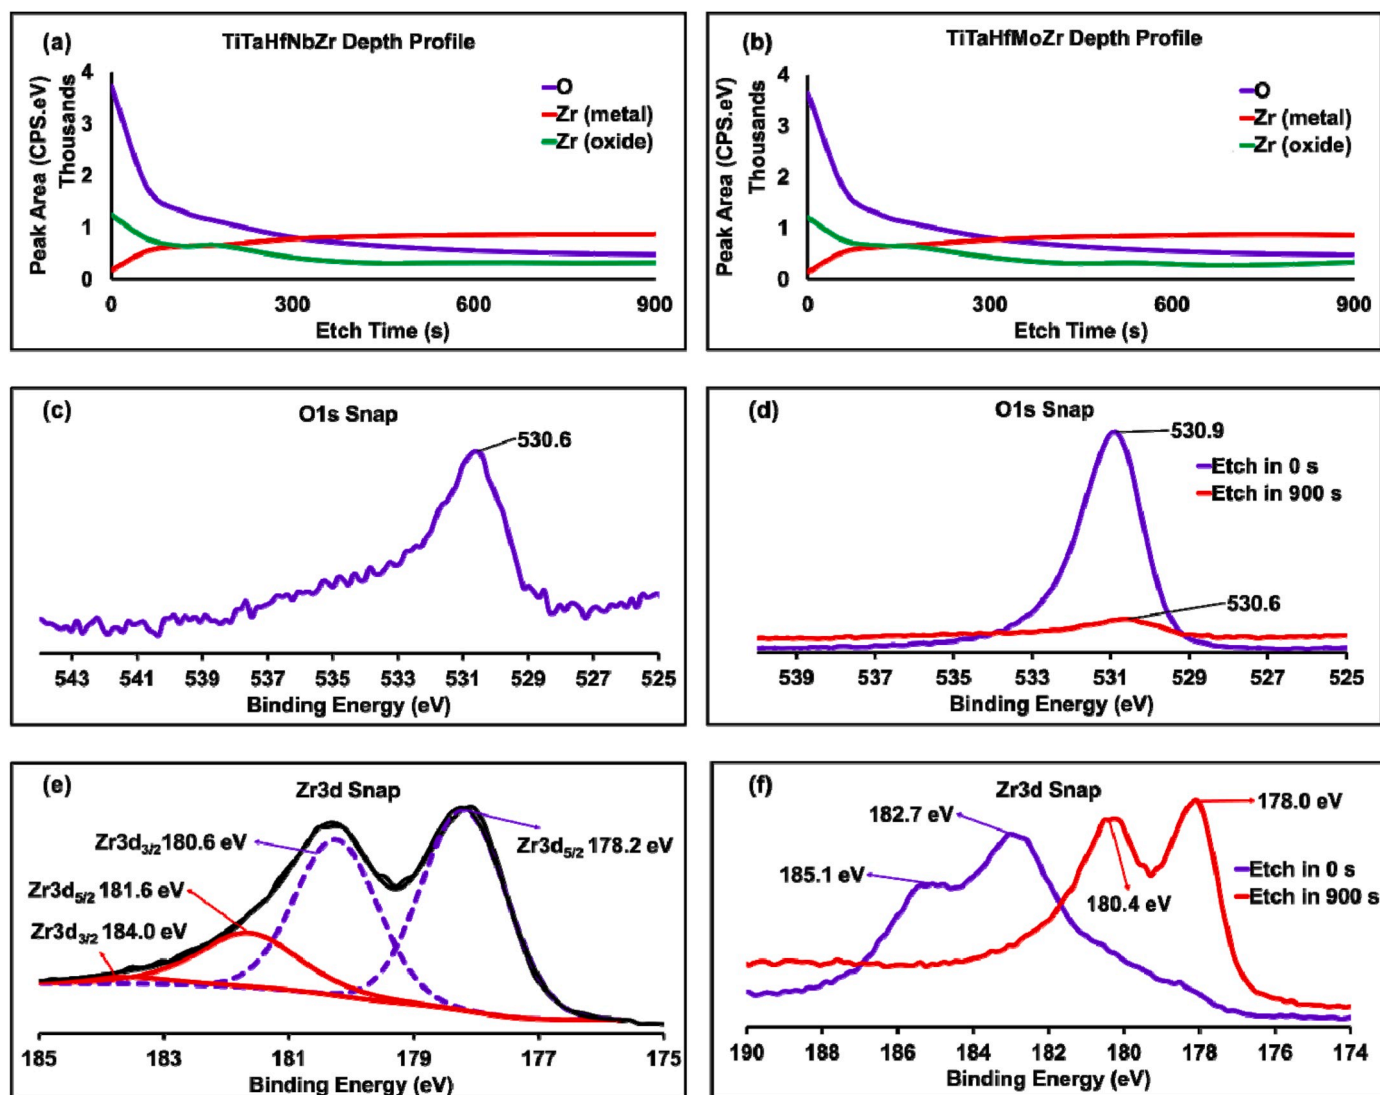 (a)
TiTaHfNbZr Depth Profile
Peak Area (CPS.eV)
Thousands
4
3
2
1
0
O
Zr (metal)
Zr (oxide)
0 300 600 900
Etch Time (s)
(b)
TiTaHfMoZr Depth Profile
Peak Area (CPS.eV)
Thousands
4
3
2
1
0
O
Zr (metal)
Zr (oxide)
0 300 600 900
Etch Time (s)
(c)
O1s Snap
530.6
543 541 539 537 535 533 531 529 527 525
Binding Energy (eV)
(d)
O1s Snap
530.9
Etch in 0 s
Etch in 900 s
530.6
539 537 535 533 531 529 527 525
Binding Energy (eV)
(e)
Zr3d Snap
Zr3d3/2 180.6 eV
Zr3d5/2 178.2 eV
Zr3d5/2 181.6 eV
Zr3d3/2 184.0 eV
185 183 181 179 177 175
Binding Energy (eV)
(f)
Zr3d Snap
182.7 eV
178.0 eV
185.1 eV
180.4 eV
Etch in 0 s
Etch in 900 s
190 188 186 184 182 180 178 176 174
Binding Energy (eV)